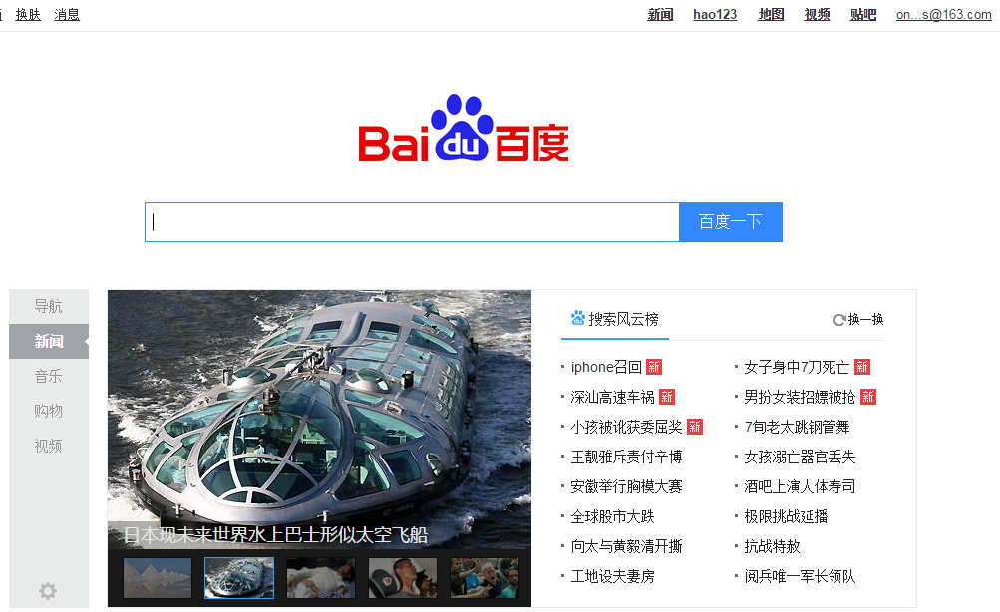 换肤 消息
新闻 hao123 地图 视频 贴吧 on...s@163.com
Bai du 百度
百度一下
导航
新闻
音乐
购物
视频
日本现未来世界水上巴士形似太空飞船
搜索风云榜 换一换
iphone召回 新
女子身中7刀死亡 新
深汕高速车祸 新
男扮女装招嫖被抢 新
小孩被讹获委屈奖 新
7旬老太跳钢管舞
王靓雅斥责付辛博
女孩溺亡器官丢失
安徽举行胸模大赛
酒吧上演人体寿司
全球股市大跌
极限挑战延播
向太与黄毅清开撕
抗战特赦
工地设夫妻房
阅兵唯一军长领队